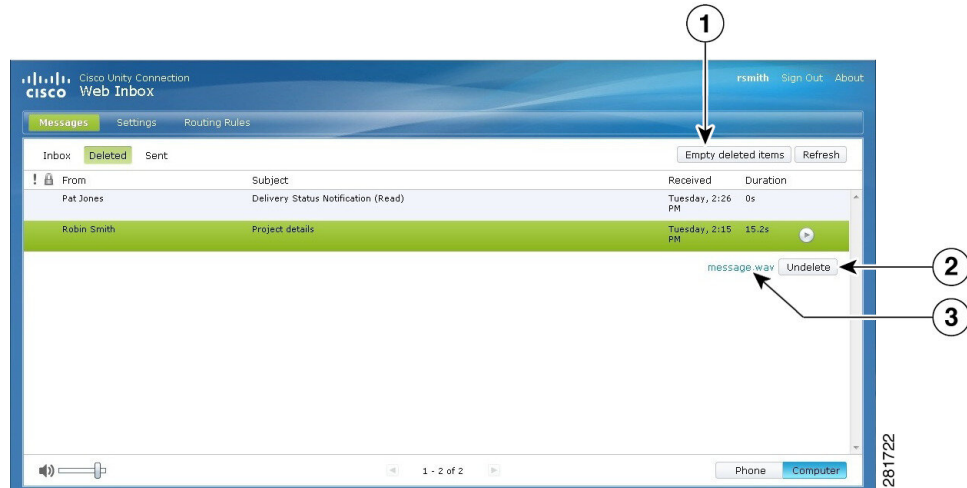 1
Cisco Unity Connection
rsmith Sign Out About
CISCO Web Inbox
Messages Settings Routing Rules
Inbox Deleted Sent Empty deleted items Refresh
! From Subject Received Duration
Pat Jones Delivery Status Notification (Read) Tuesday, 2:26 PM 0s
Robin Smith Project details Tuesday, 2:15 PM 15.2s
message.wav Undelete 2
3
1 - 2 of 2 Phone Computer
281722